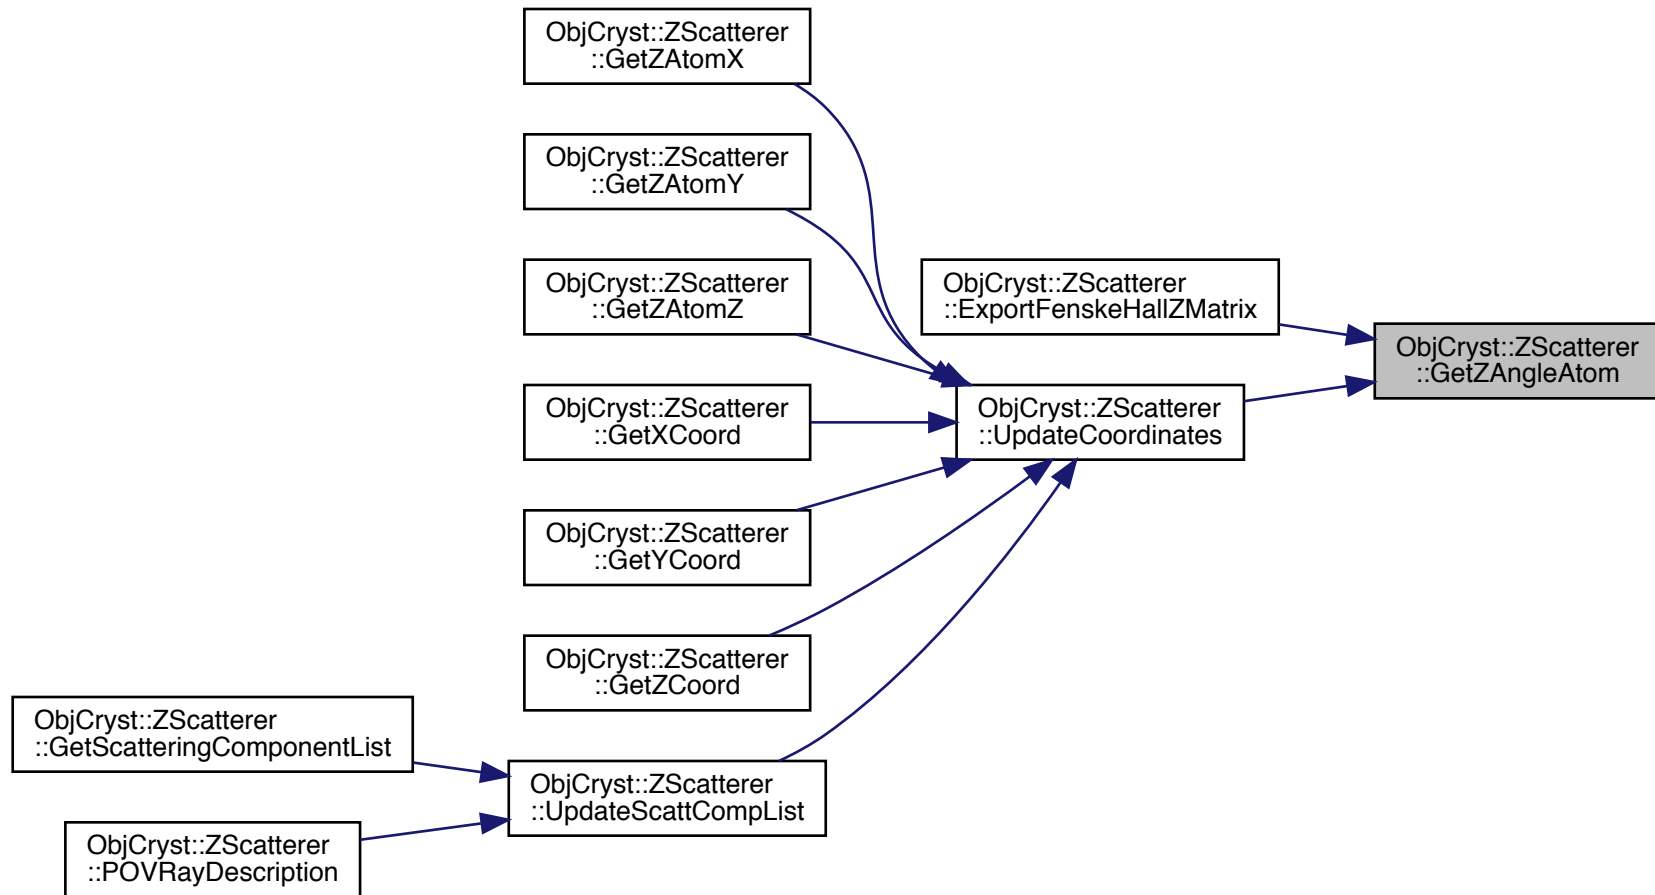 ObjCryst::ZScatterer
::GetZAtomX
ObjCryst::ZScatterer
::GetZAtomY
ObjCryst::ZScatterer
::GetZAtomZ
ObjCryst::ZScatterer
::ExportFenskeHallZMatrix
ObjCryst::ZScatterer
::GetZAngleAtom
ObjCryst::ZScatterer
::GetXCoord
ObjCryst::ZScatterer
::UpdateCoordinates
ObjCryst::ZScatterer
::GetYCoord
ObjCryst::ZScatterer
::GetZCoord
ObjCryst::ZScatterer
::GetScatteringComponentList
ObjCryst::ZScatterer
::UpdateScattCompList
ObjCryst::ZScatterer
::POVRayDescription